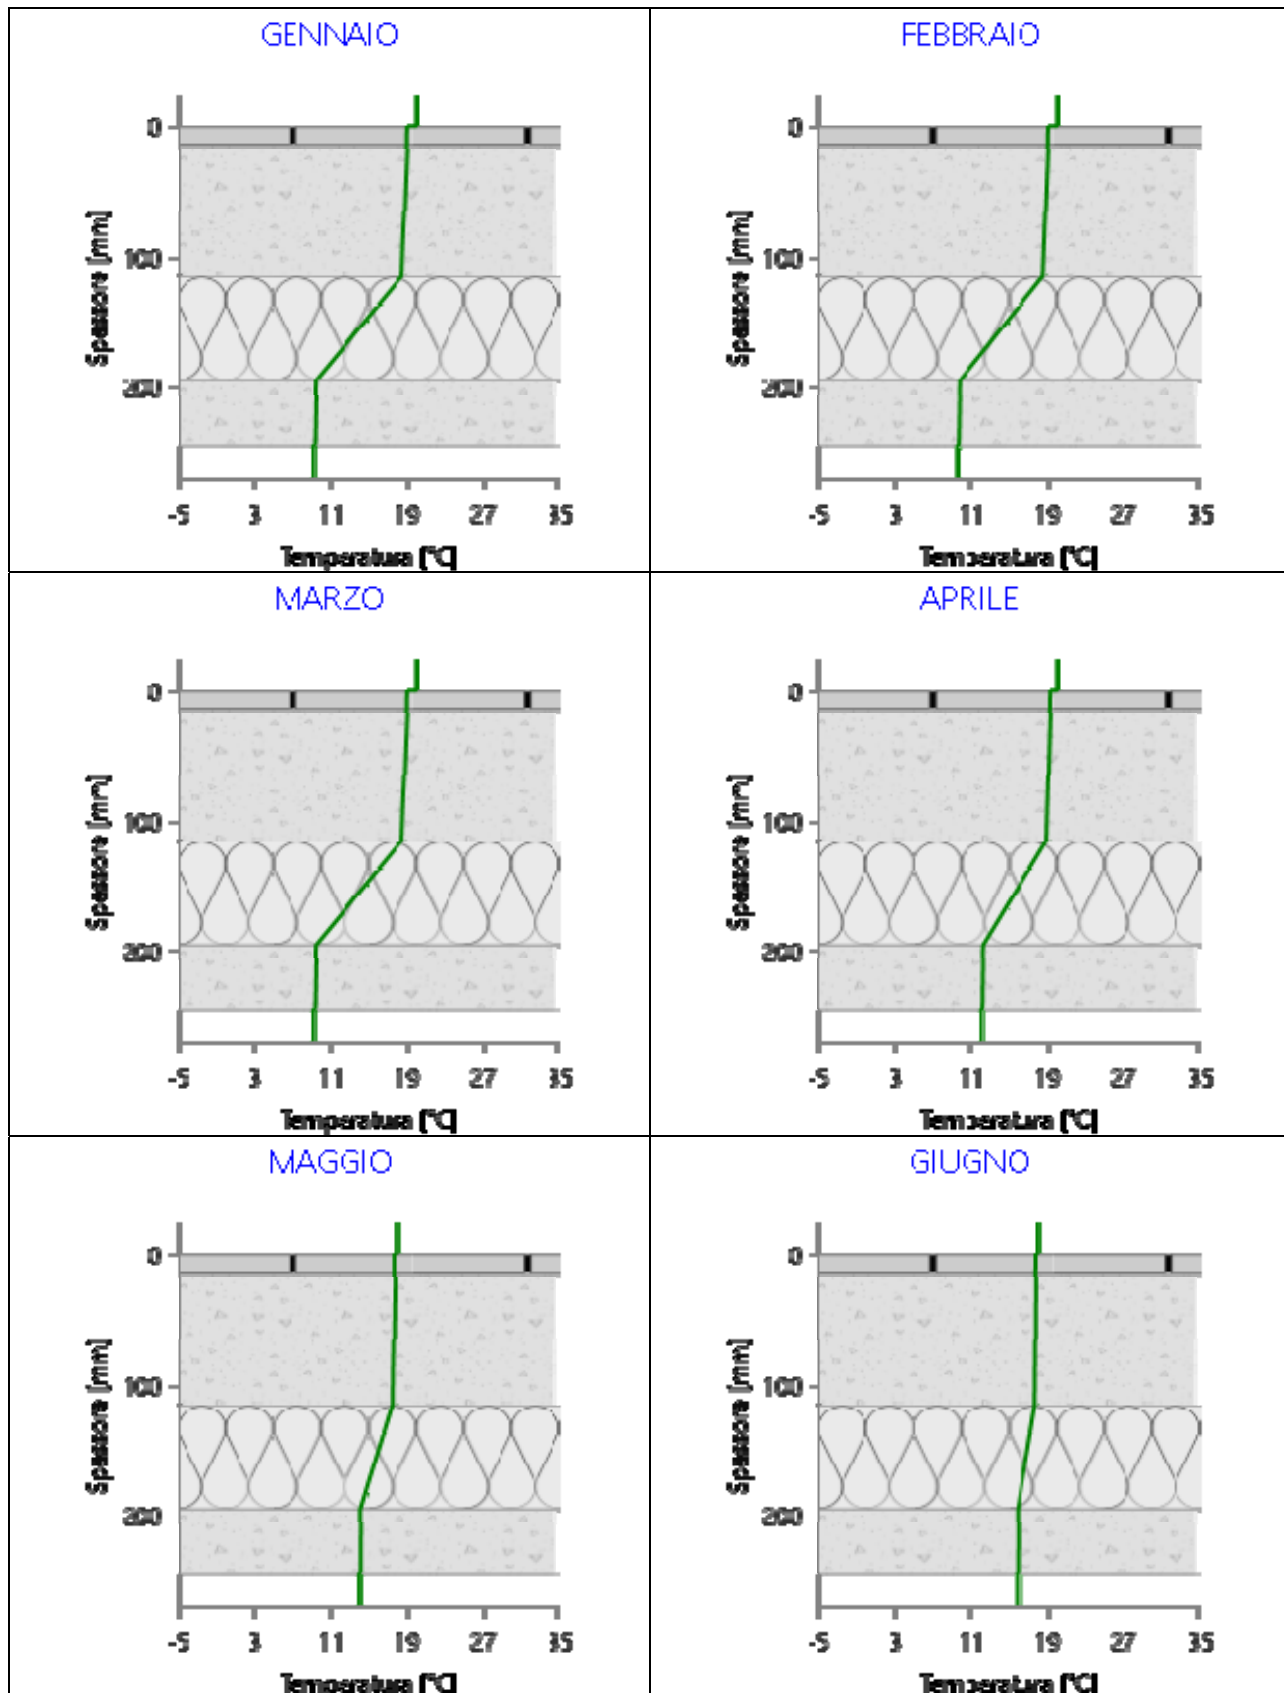 GENNAIO
0
100
200
Spessore [mm]
-5 3 11 19 27 35
Temperatura [°C]
FEBBRAIO
0
100
200
Spessore [mm]
-5 3 11 19 27 35
Temperatura [°C]
MARZO
0
100
200
Spessore [mm]
-5 3 11 19 27 35
Temperatura [°C]
APRILE
0
100
200
Spessore [mm]
-5 3 11 19 27 35
Temperatura [°C]
MAGGIO
0
100
200
Spessore [mm]
-5 3 11 19 27 35
Temperatura [°C]
GIUGNO
0
100
200
Spessore [mm]
-5 3 11 19 27 35
Temperatura [°C]